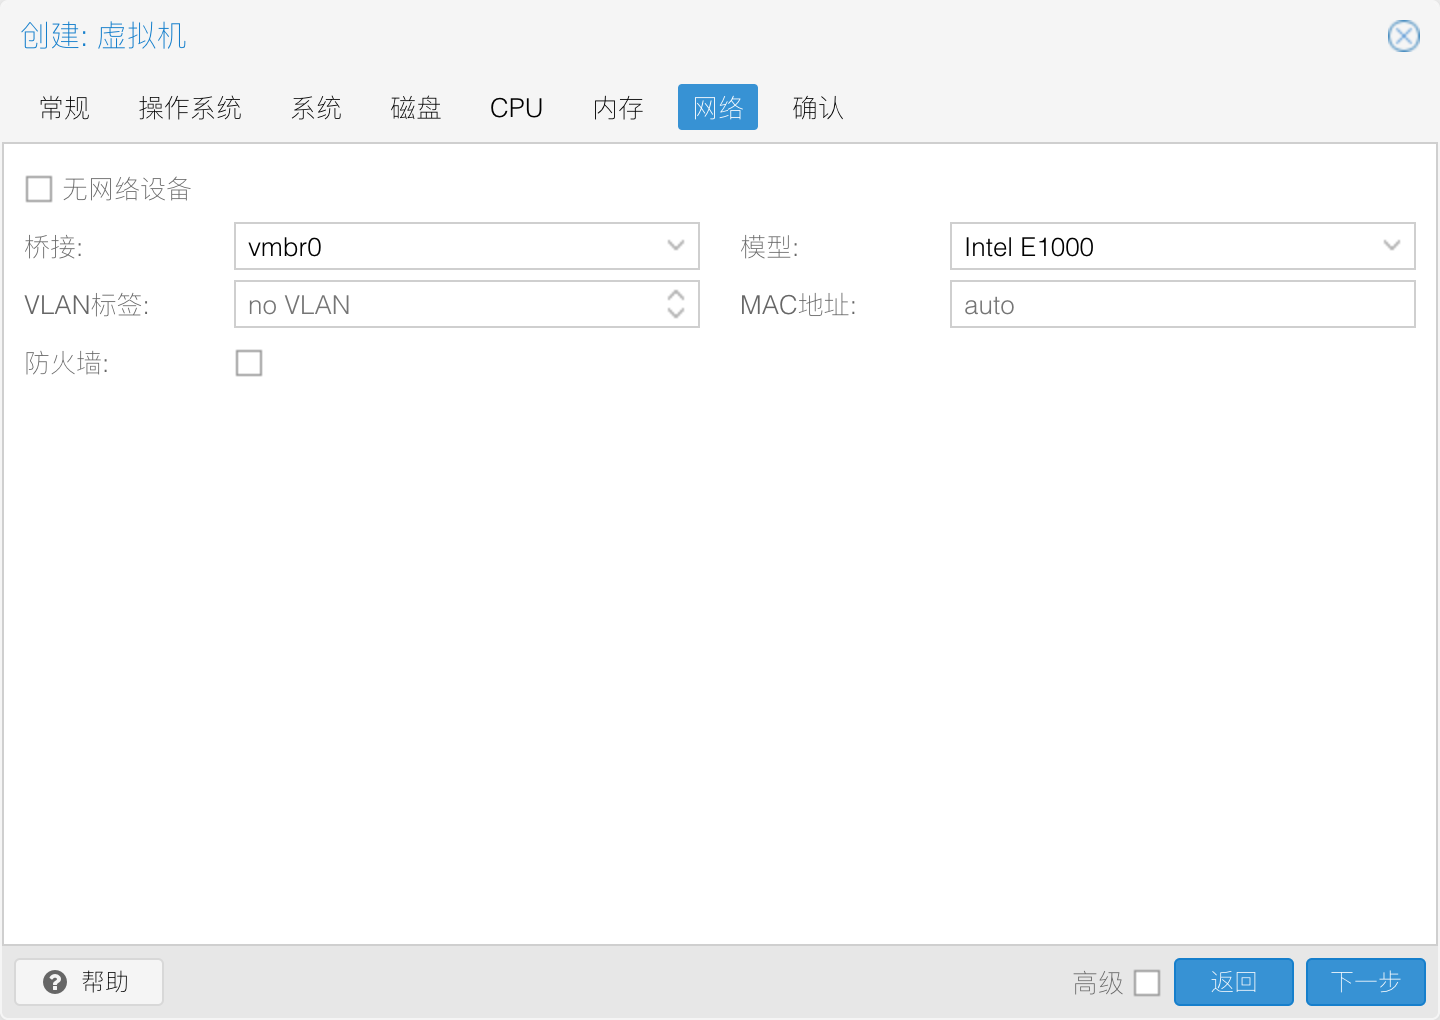 创建: 虚拟机
常规 操作系统 系统 磁盘 CPU 内存 网络 确认
无网络设备
桥接: vmbr0 模型: Intel E1000
VLAN标签: no VLAN MAC地址: auto
防火墙:
帮助 高级 返回 下一步